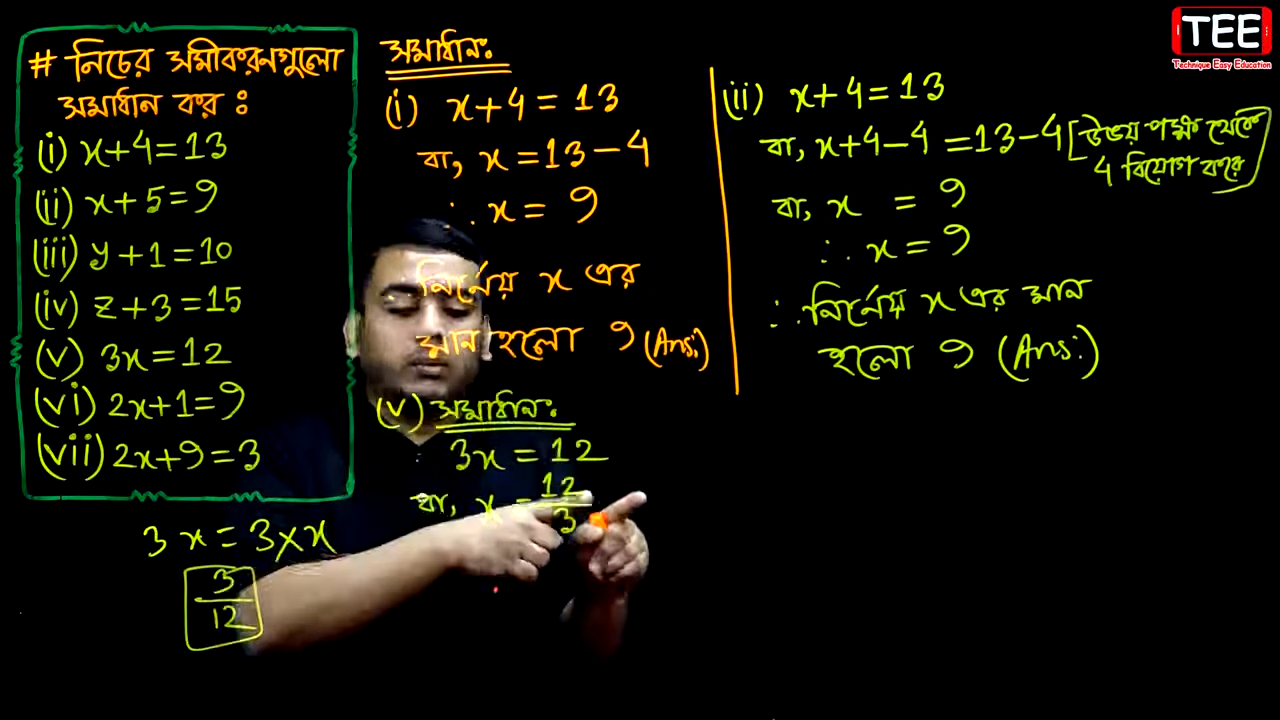 # নিচের সমীকরণগুলো
সমাধান কর :
(i) x+4=13
(ii) x+5=9
(iii) y+1=10
(iv) z+3=15
(v) 3x=12
(vi) 2x+1=9
(vii) 2x+9=3
3x=3×x
3
12
সমাধান:
(i) x+4=13
বা, x=13-4
∴ x=9
নির্ণেয় x এর
মান হলো 9 (Ans:)
(v) সমাধান:
3x=12
বা, x=12
3
(ii) x+4=13
বা, x+4-4=13-4 [উভয় পক্ষ থেকে
4 বিয়োগ করে
বা, x = 9
∴ x = 9
∴ নির্ণেয় x এর মান
হলো 9 (Ans:)
TEE
Technique Easy Education